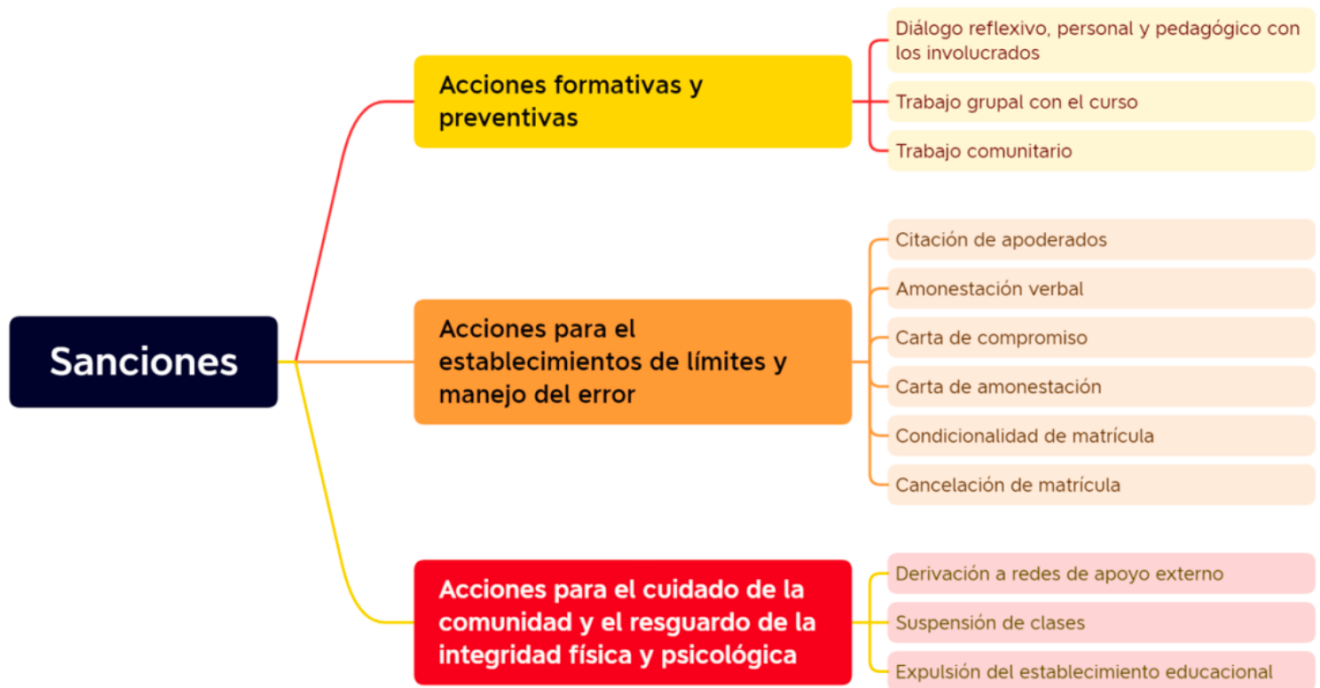 Sanciones
Acciones formativas y
preventivas
Diálogo reflexivo, personal y pedagógico con
los involucrados
Trabajo grupal con el curso
Trabajo comunitario
Acciones para el
establecimientos de límites y
manejo del error
Citación de apoderados
Amonestación verbal
Carta de compromiso
Carta de amonestación
Condicionalidad de matrícula
Cancelación de matrícula
Acciones para el cuidado de la
comunidad y el resguardo de la
integridad física y psicológica
Derivación a redes de apoyo externo
Suspensión de clases
Expulsión del establecimiento educacional